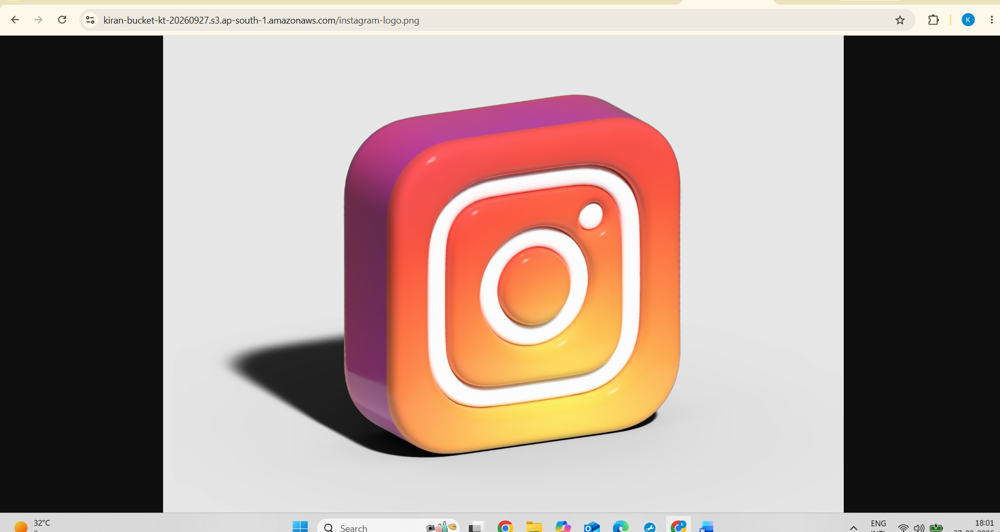 kiran-bucket-kt-20260927.s3.ap-south-1.amazonaws.com/instagram-logo.png
K
32°C
Search
ENG
18:01